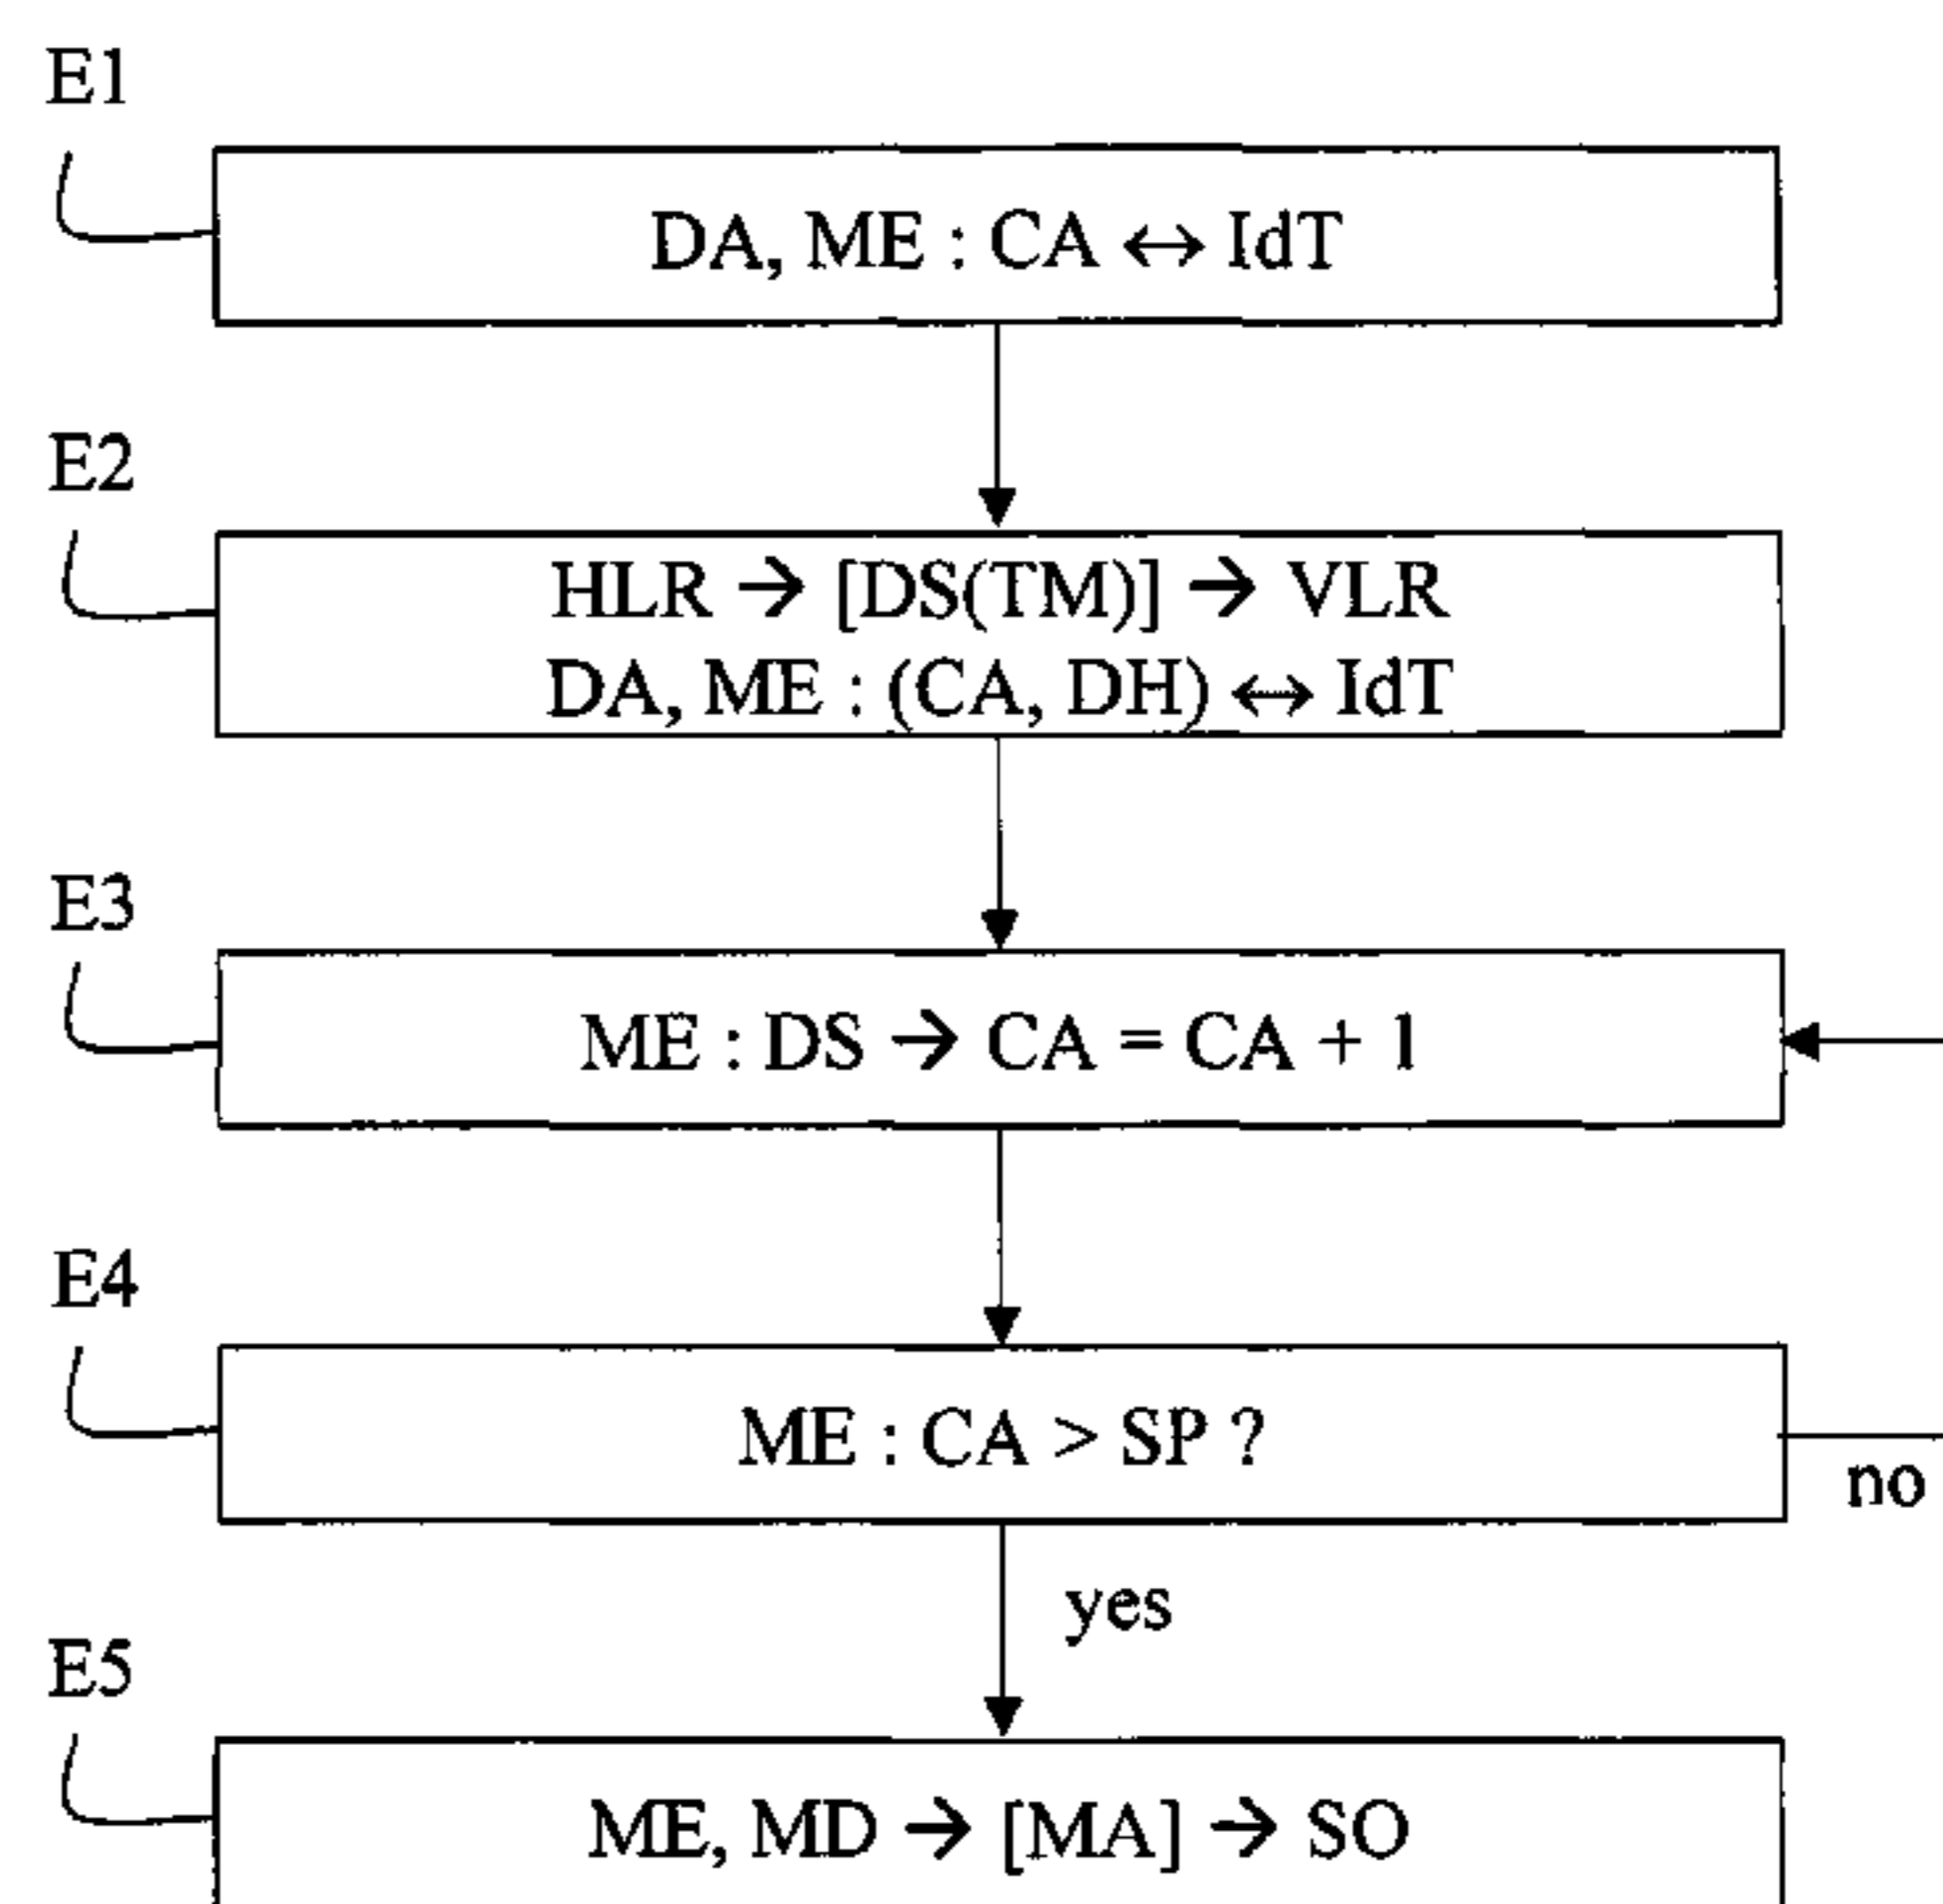 E1
DA, ME : CA ↔ IdT
E2
HLR → [DS(TM)] → VLR
DA, ME : (CA, DH) ↔ IdT
E3
ME : DS → CA = CA + 1
E4
ME : CA > SP ?
no
yes
E5
ME, MD → [MA] → SO